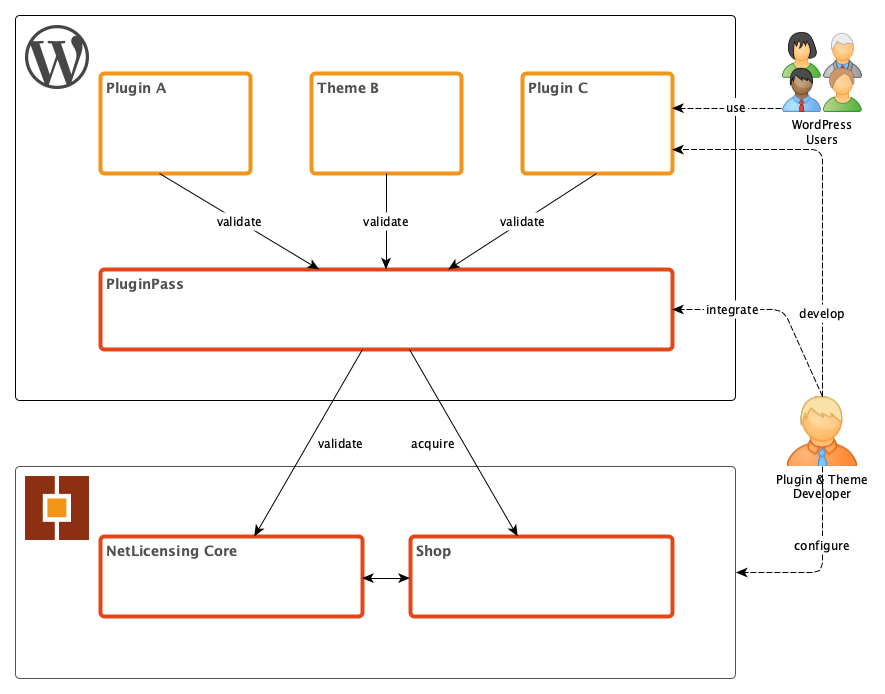 Plugin A
Theme B
Plugin C
use
WordPress
Users
validate
validate
validate
PluginPass
integrate
develop
validate
acquire
Plugin & Theme
Developer
configure
NetLicensing Core
Shop